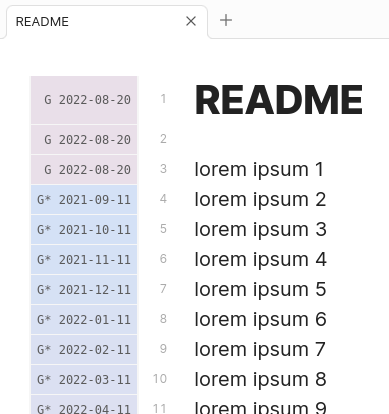 README
G 2022-08-20 1 README
G 2022-08-20 2
G 2022-08-20 3 lorem ipsum 1
G* 2021-09-11 4 lorem ipsum 2
G* 2021-10-11 5 lorem ipsum 3
G* 2021-11-11 6 lorem ipsum 4
G* 2021-12-11 7 lorem ipsum 5
G* 2022-01-11 8 lorem ipsum 6
G* 2022-02-11 9 lorem ipsum 7
G* 2022-03-11 10 lorem ipsum 8
G* 2022-04-11 11 lorem ipsum 9